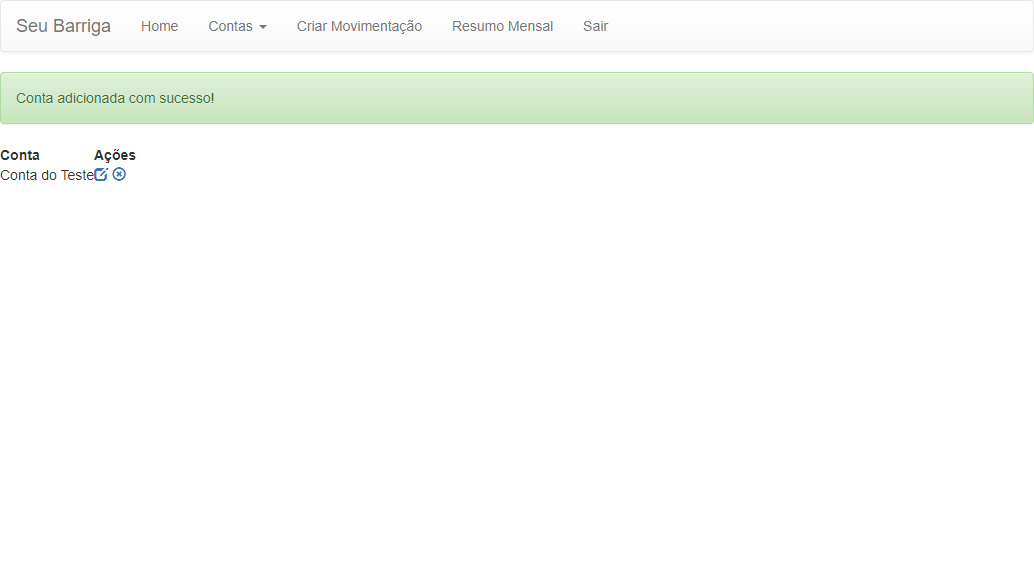 Seu Barriga Home Contas Criar Movimentação Resumo Mensal Sair
Conta adicionada com sucesso!
Conta Ações
Conta do Teste